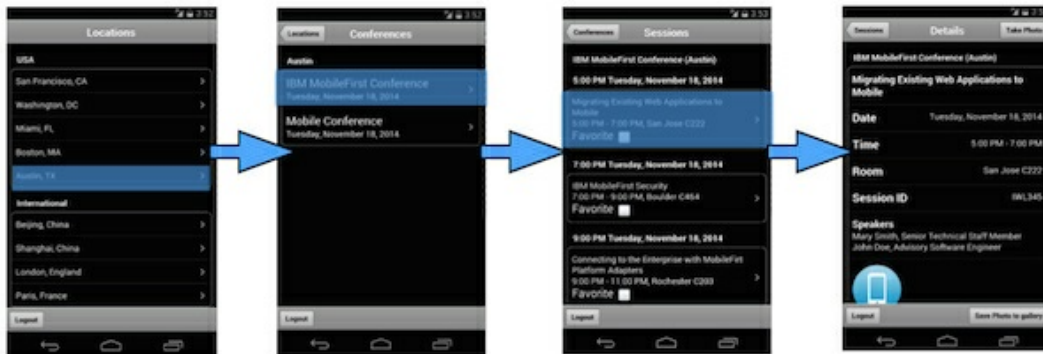 3:52
Locations
USA
San Francisco, CA
Washington, DC
Miami, FL
Boston, MA
Austin, TX
International
Beijing, China
Shanghai, China
London, England
Paris, France
Logout
3:52
Locations
Conferences
Austin
IBM MobileFirst Conference
Tuesday, November 18, 2014
Mobile Conference
Tuesday, November 18, 2014
Logout
3:53
Conferences
Sessions
IBM MobileFirst Conference (Austin)
5:00 PM Tuesday, November 18, 2014
Migrating Existing Web Applications to
Mobile
5:00 PM - 7:00 PM, San Jose C222
Favorite
7:00 PM Tuesday, November 18, 2014
IBM MobileFirst Security
7:00 PM - 9:00 PM, Boulder C464
Favorite
9:00 PM Tuesday, November 18, 2014
Connecting to the Enterprise with MobileFirt
Platform Adapters
9:00 PM - 11:00 PM, Rochester C203
Favorite
Logout
Sessions
Details
Take Photo
IBM MobileFirst Conference (Austin)
Migrating Existing Web Applications to
Mobile
Date Tuesday, November 18, 2014
Time 5:00 PM - 7:00 PM
Room San Jose C222
Session ID IWL345
Speakers
Mary Smith, Senior Technical Staff Member
John Doe, Advisory Software Engineer
Logout
Save Photo to gallery